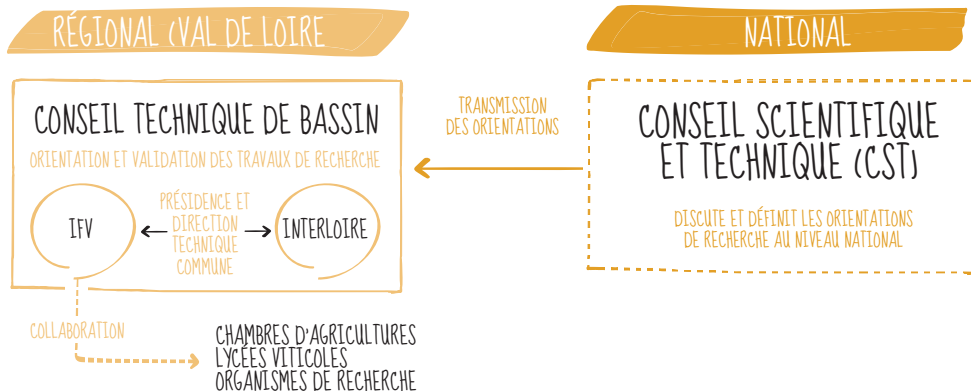 RÉGIONAL (VAL DE LOIRE
CONSEIL TECHNIQUE DE BASSIN
ORIENTATION ET VALIDATION DES TRAVAUX DE RECHERCHE
IFV
PRÉSIDENCE ET
DIRECTION
TECHNIQUE
COMMUNE
INTERLOIRE
COLLABORATION
CHAMBRES D'AGRICULTURES
LYCÉES VITICOLES
ORGANISMES DE RECHERCHE
TRANSMISSION
DES ORIENTATIONS
NATIONAL
CONSEIL SCIENTIFIQUE
ET TECHNIQUE (CST)
DISCUTE ET DÉFINIT LES ORIENTATIONS
DE RECHERCHE AU NIVEAU NATIONAL